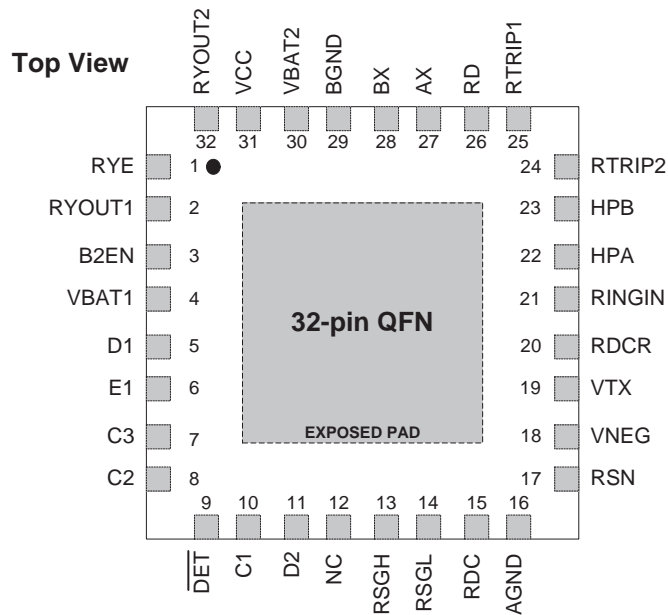 Top View
RYOUT2
VCC
VBAT2
BGND
BX
AX
RD
RTRIP1
32
31
30
29
28
27
26
25
RYE 1
RYOUT1 2
B2EN 3
VBAT1 4
D1 5
E1 6
C3 7
C2 8
24 RTRIP2
23 HPB
22 HPA
21 RINGIN
20 RDCR
19 VTX
18 VNEG
17 RSN
32-pin QFN
EXPOSED PAD
9
10
11
12
13
14
15
16
DET
C1
D2
NC
RSGH
RSGL
RDC
AGND